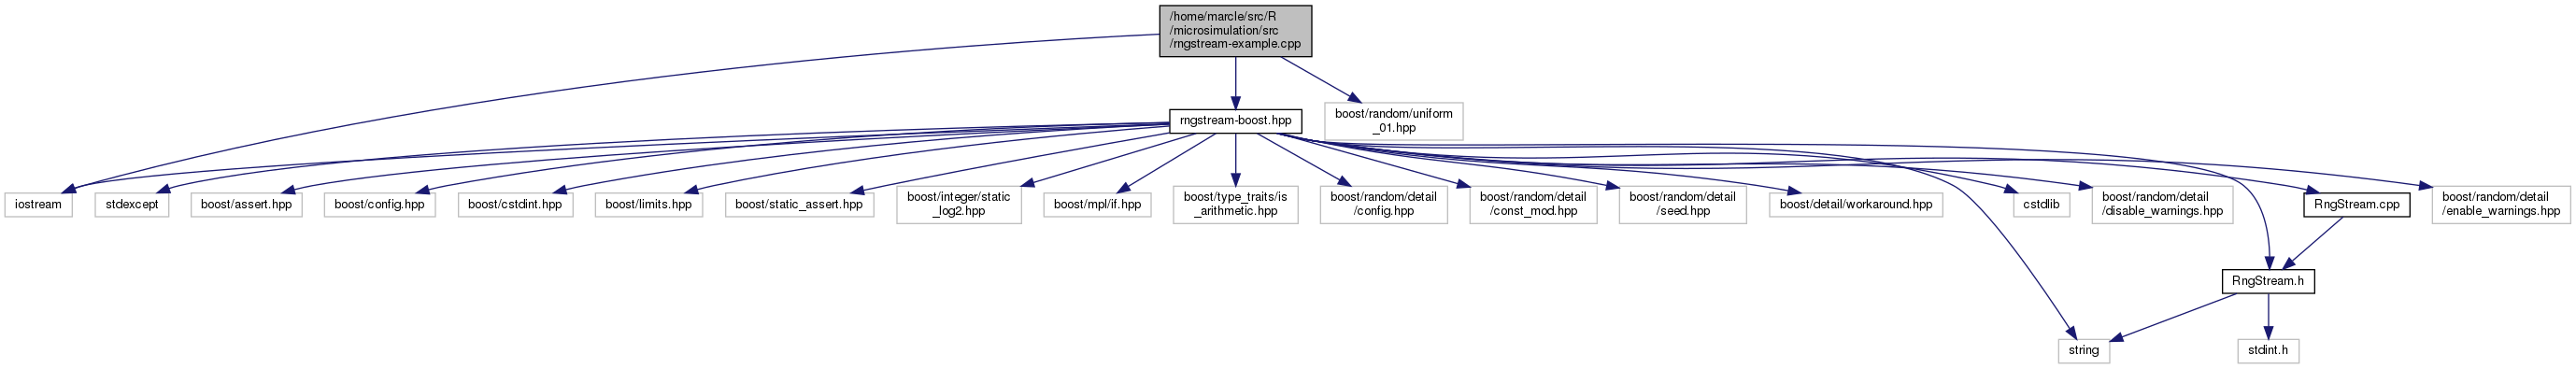 /home/marcle/src/R
/microsimulation/src
/rngstream-example.cpp
rngstream-boost.hpp
boost/random/uniform
_01.hpp
iostream
stdexcept
boost/assert.hpp
boost/config.hpp
boost/cstdint.hpp
boost/limits.hpp
boost/static_assert.hpp
boost/integer/static
_log2.hpp
boost/mpl/if.hpp
boost/type_traits/is
_arithmetic.hpp
boost/random/detail
/config.hpp
boost/random/detail
/const_mod.hpp
boost/random/detail
/seed.hpp
boost/detail/workaround.hpp
cstdlib
boost/random/detail
/disable_warnings.hpp
RngStream.cpp
boost/random/detail
/enable_warnings.hpp
RngStream.h
string
stdint.h